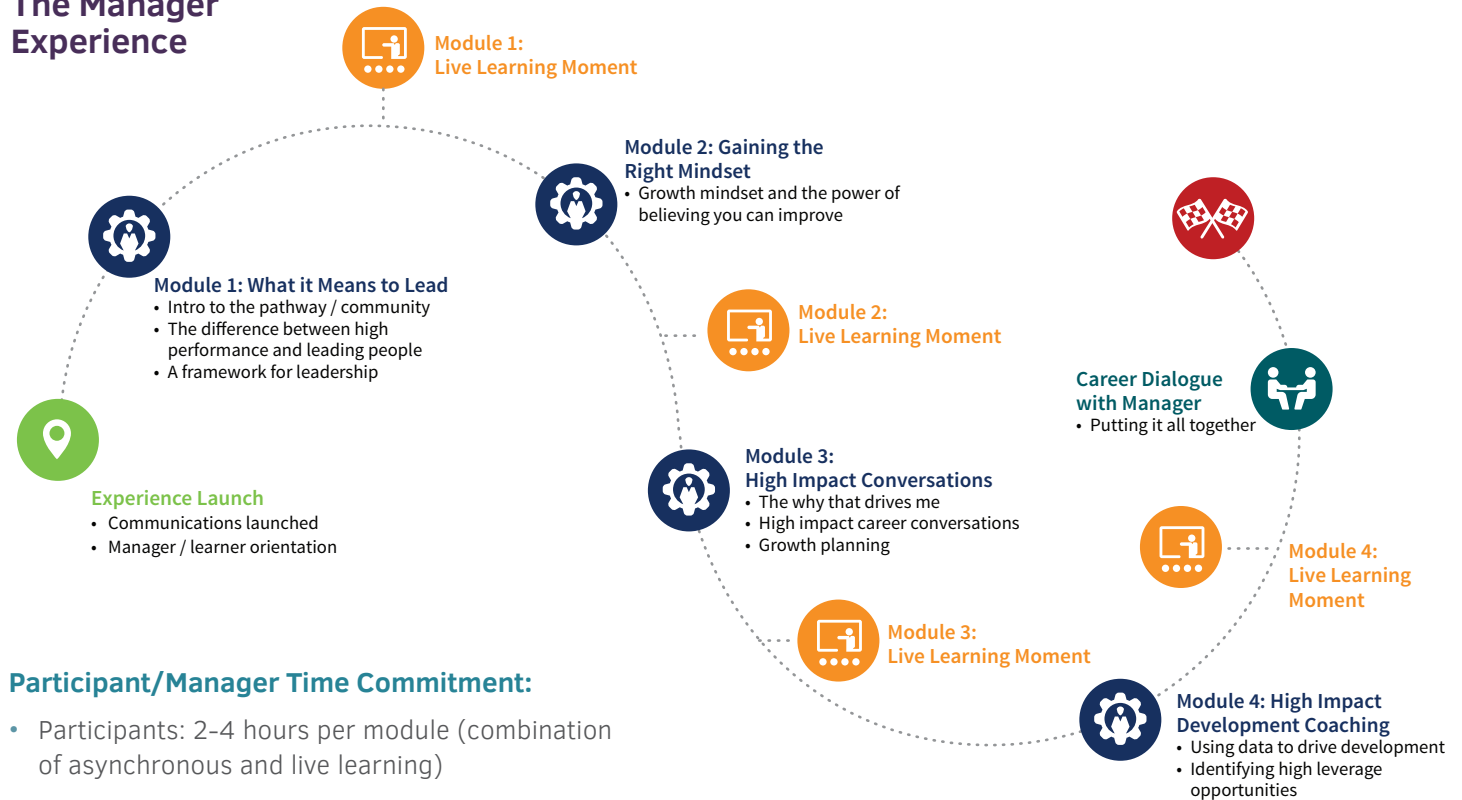 The Manager
Experience
Module 1:
Live Learning Moment
Module 2: Gaining the
Right Mindset
• Growth mindset and the power of
believing you can improve
Module 1: What it Means to Lead
• Intro to the pathway / community
• The difference between high
performance and leading people
• A framework for leadership
Module 2:
Live Learning Moment
Career Dialogue
with Manager
• Putting it all together
Experience Launch
• Communications launched
• Manager / learner orientation
Module 3:
High Impact Conversations
• The why that drives me
• High impact career conversations
• Growth planning
Module 4:
Live Learning
Moment
Module 3:
Live Learning Moment
Participant/Manager Time Commitment:
• Participants: 2-4 hours per module (combination
of asynchronous and live learning)
Module 4: High Impact
Development Coaching
• Using data to drive development
• Identifying high leverage
opportunities